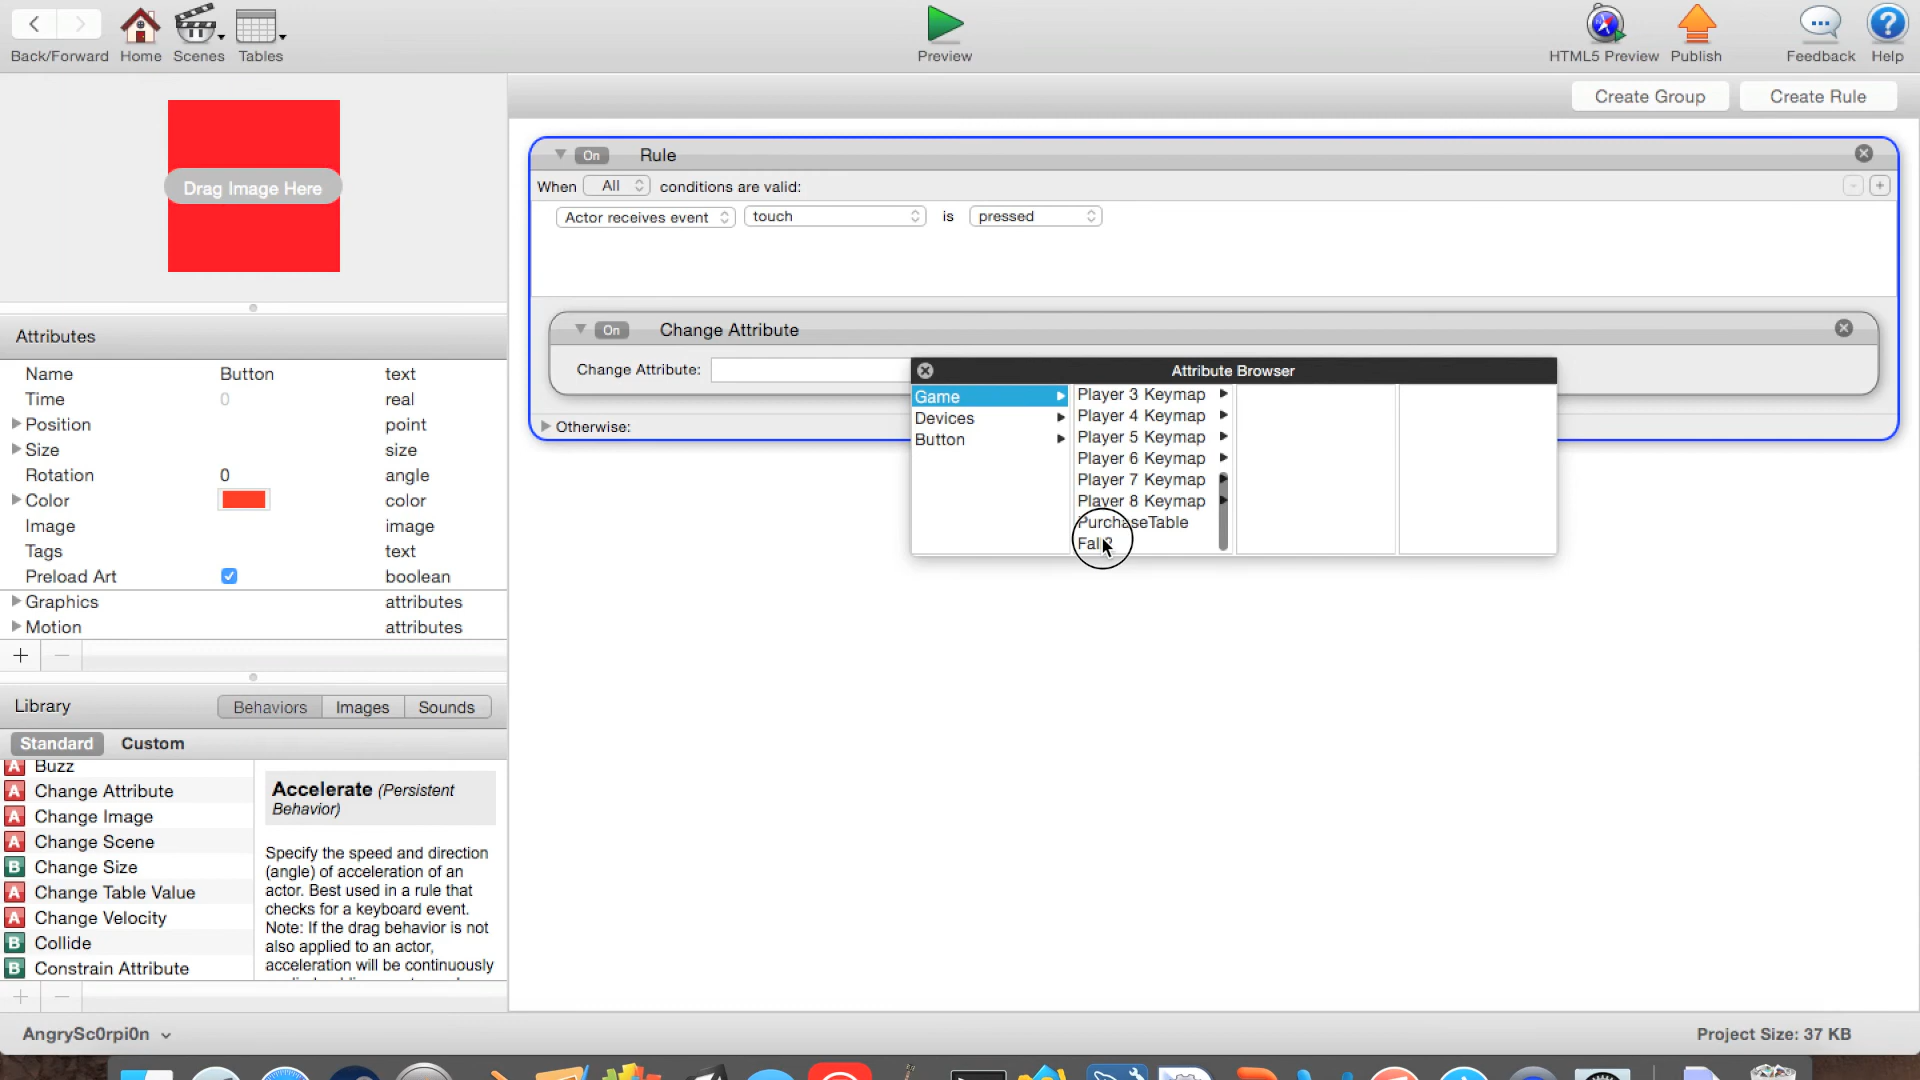 Back/Forward Home Scenes Tables Preview HTML5 Preview Publish Feedback Help
Create Group Create Rule
Drag Image Here
On Rule
When All conditions are valid:
Actor receives event touch is pressed
On Change Attribute
Change Attribute:
Otherwise:
Attribute Browser
Game
Devices
Button
Player 3 Keymap
Player 4 Keymap
Player 5 Keymap
Player 6 Keymap
Player 7 Keymap
Player 8 Keymap
PurchaseTable
Fall?
Attributes
Name Button text
Time 0 real
Position point
Size size
Rotation 0 angle
Color color
Image image
Tags text
Preload Art boolean
Graphics attributes
Motion attributes
Library Behaviors Images Sounds
Standard Custom
A Buzz
A Change Attribute
A Change Image
A Change Scene
B Change Size
A Change Table Value
A Change Velocity
B Collide
B Constrain Attribute
Accelerate (Persistent
Behavior)
Specify the speed and direction
(angle) of acceleration of an
actor. Best used in a rule that
checks for a keyboard event.
Note: If the drag behavior is not
also applied to an actor,
acceleration will be continuously
AngrySc0rpi0n
Project Size: 37 KB